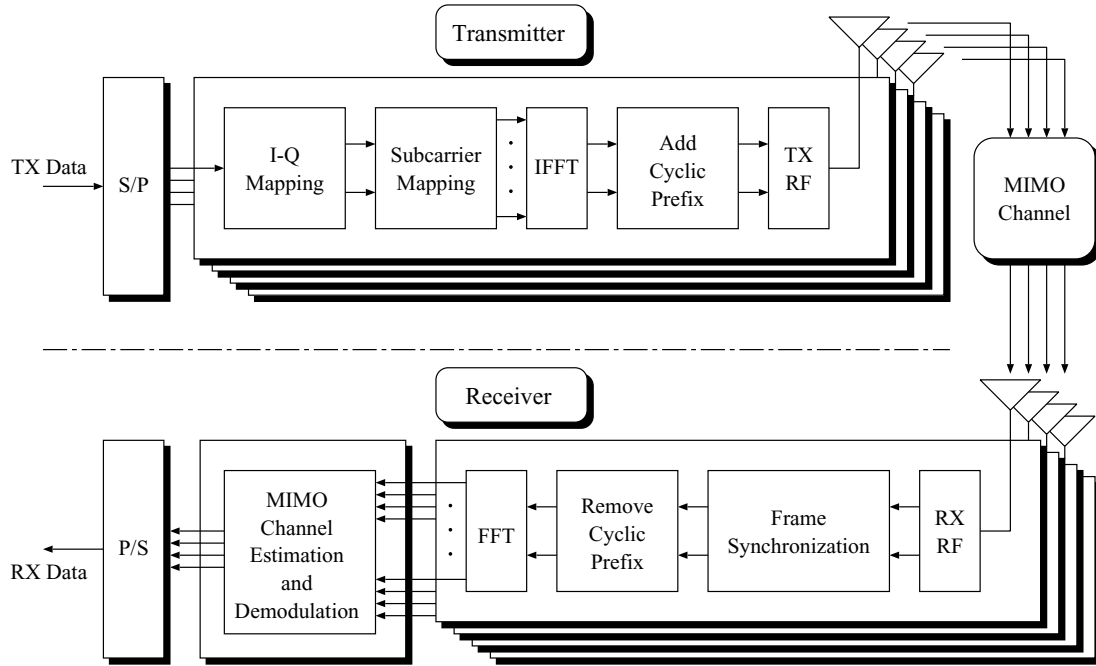 Transmitter
TX Data
S/P
I-Q
Mapping
Subcarrier
Mapping
IFFT
Add
Cyclic
Prefix
TX
RF
MIMO
Channel
Receiver
P/S
RX Data
MIMO
Channel
Estimation
and
Demodulation
FFT
Remove
Cyclic
Prefix
Frame
Synchronization
RX
RF